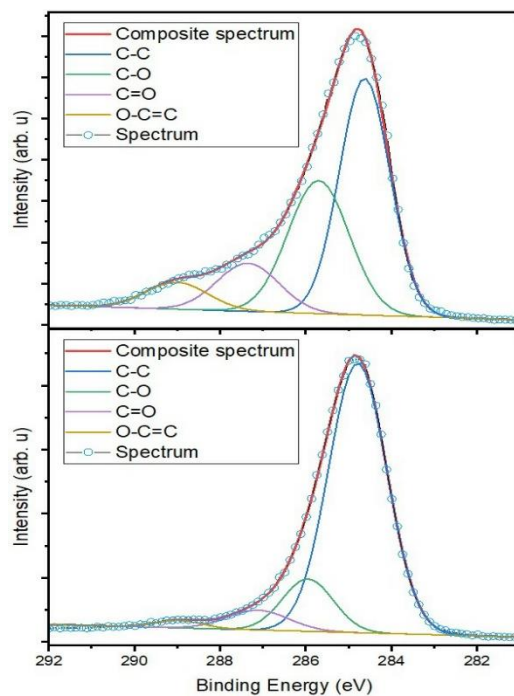 Composite spectrum
C-C
C-O
C=O
O-C=C
Spectrum
Intensity (arb. u)
Composite spectrum
C-C
C-O
C=O
O-C=C
Spectrum
Intensity (arb. u)
292 290 288 286 284 282
Binding Energy (eV)